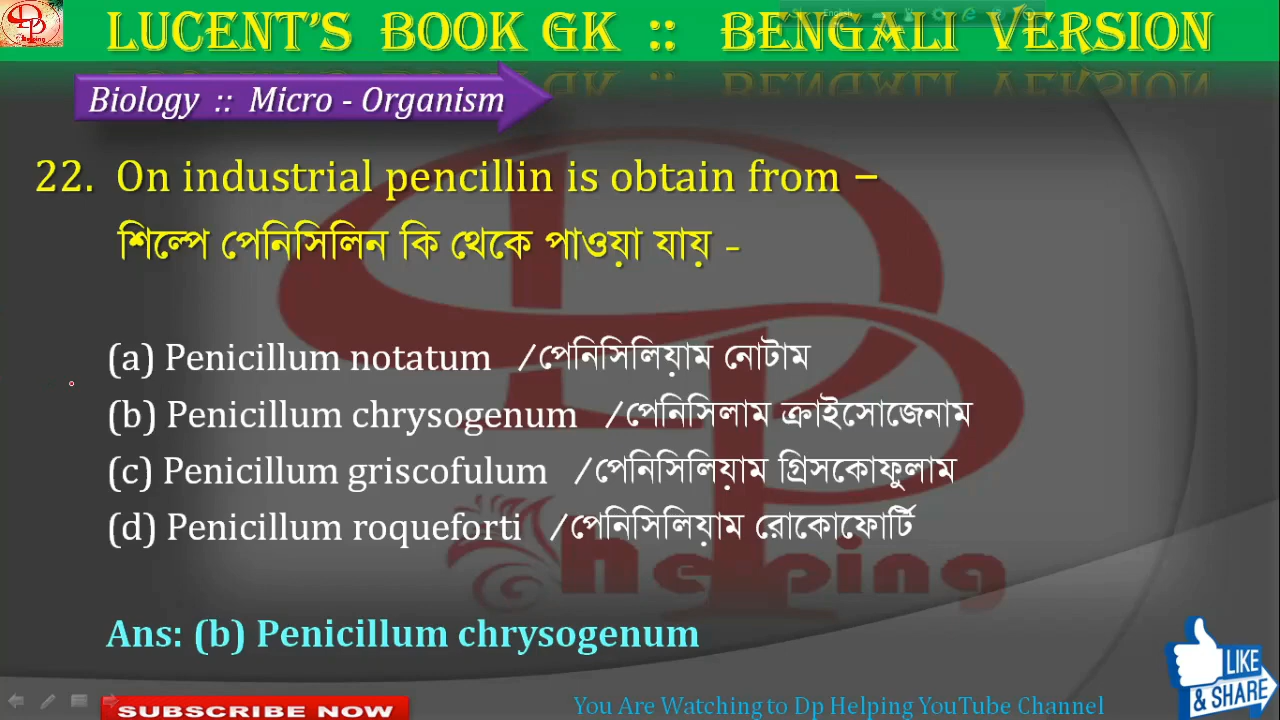 LUCENT'S BOOK GK :: BENGALI VERSION
Biology :: Micro - Organism
22. On industrial pencillin is obtain from –
শিল্পে পেনিসিলিন কি থেকে পাওয়া যায় -
(a) Penicillum notatum /পেনিসিলিয়াম নোটাম
(b) Penicillum chrysogenum /পেনিসিলাম ক্রাইসোজেনাম
(c) Penicillum griscofulum /পেনিসিলিয়াম গ্রিসকোফুলাম
(d) Penicillum roqueforti /পেনিসিলিয়াম রোকোফোর্টি
helping
Ans: (b) Penicillum chrysogenum
LIKE
& SHARE
SUBSCRIBE NOW
You Are Watching to Dp Helping YouTube Channel